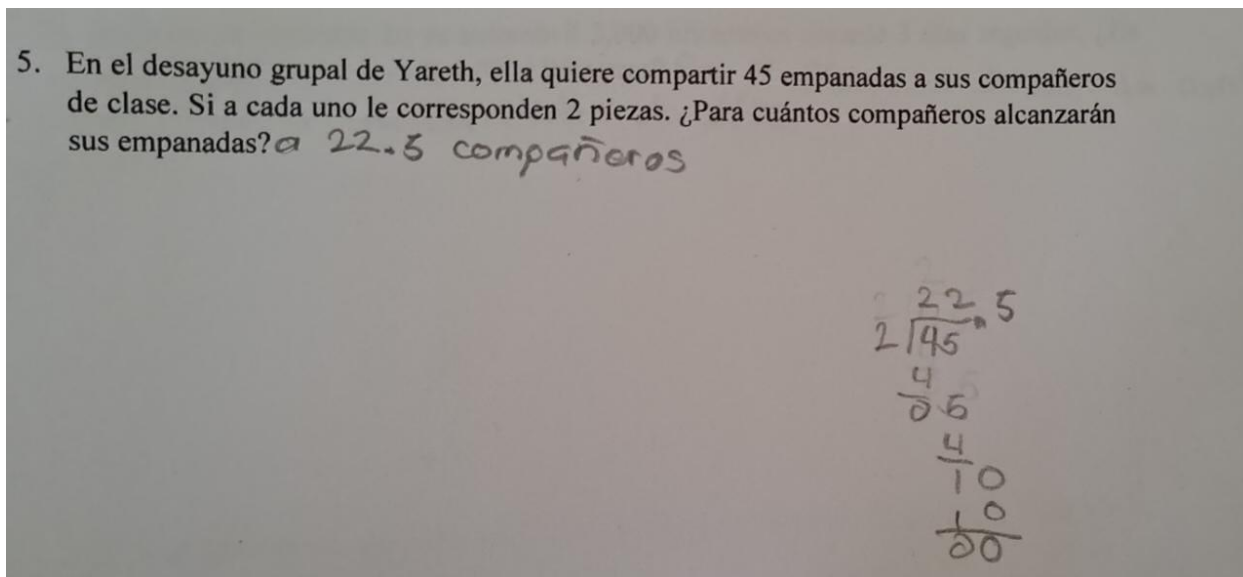 5. En el desayuno grupal de Yareth, ella quiere compartir 45 empanadas a sus compañeros
de clase. Si a cada uno le corresponden 2 piezas. ¿Para cuántos compañeros alcanzarán
sus empanadas? a 22.5 compañeros
22.5
2 45
4
05
4
10
10
00